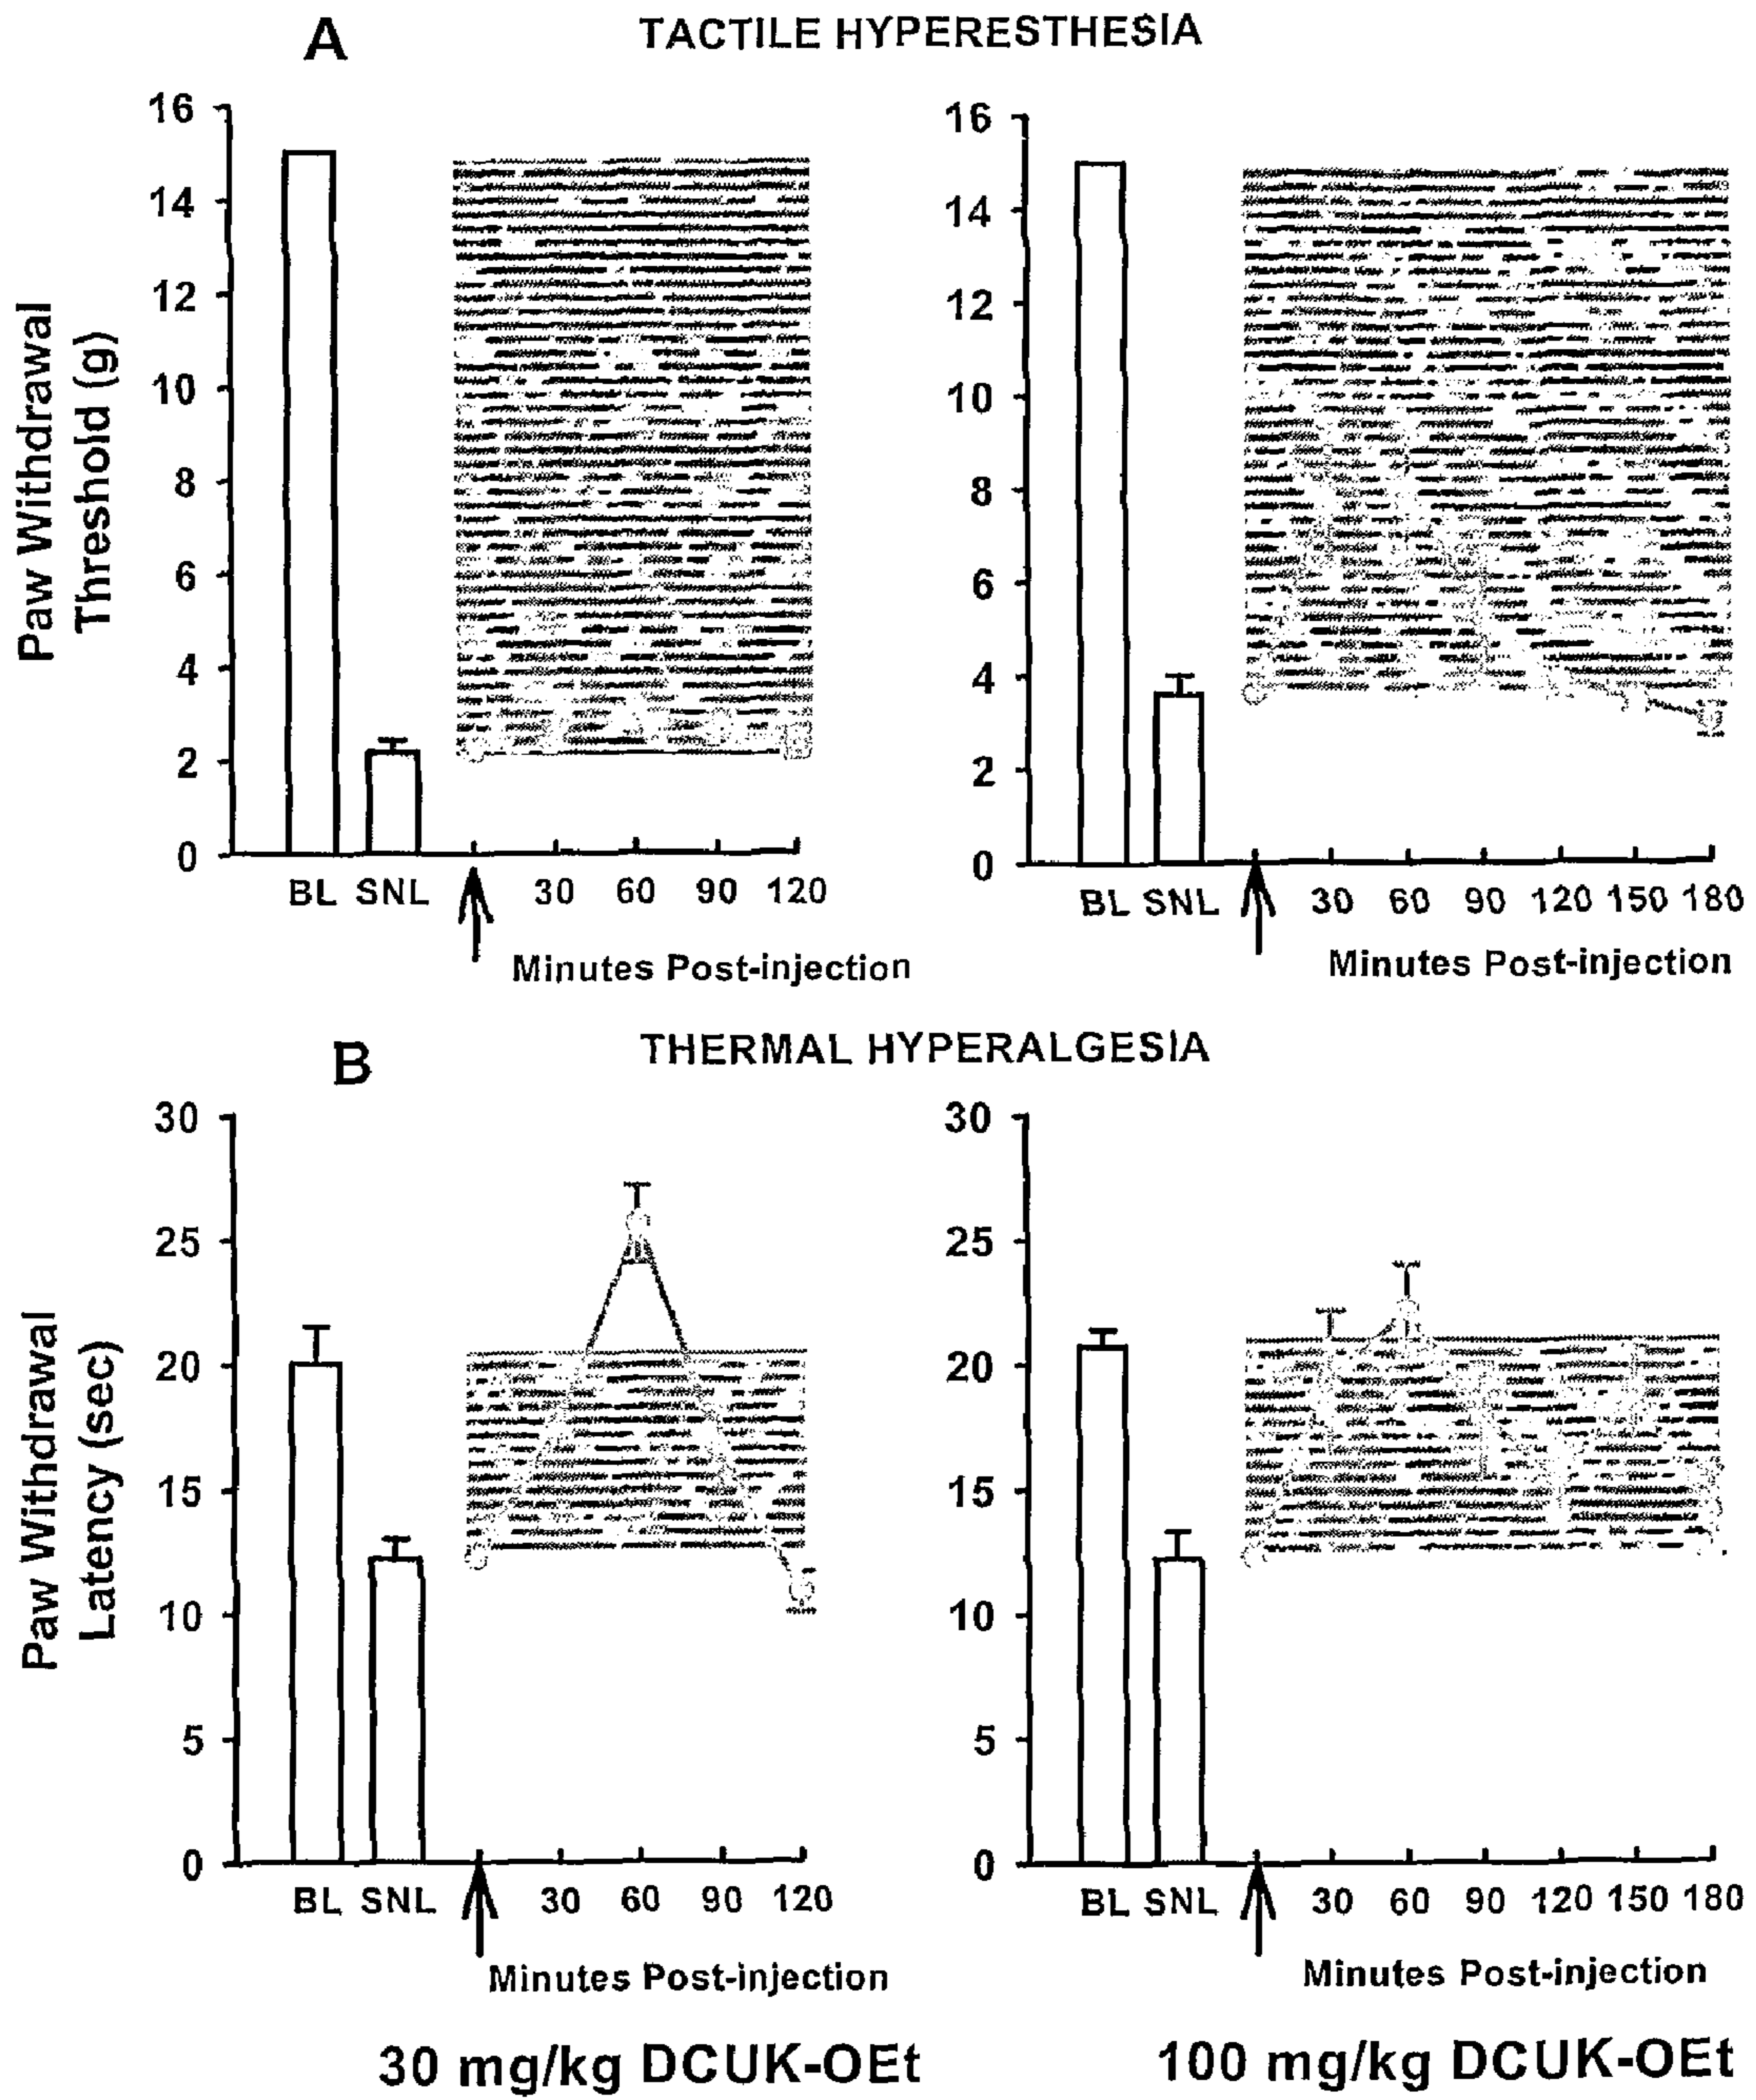 A
TACTILE HYPERESTHESIA
Paw Withdrawal
Threshold (g)
16
14
12
10
8
6
4
2
0
BL SNL 30 60 90 120
Minutes Post-injection
16
14
12
10
8
6
4
2
0
BL SNL 30 60 90 120 150 180
Minutes Post-injection
B
THERMAL HYPERALGESIA
Paw Withdrawal
Latency (sec)
30
25
20
15
10
5
0
BL SNL 30 60 90 120
Minutes Post-injection
30
25
20
15
10
5
0
BL SNL 30 60 90 120 150 180
Minutes Post-injection
30 mg/kg DCUK-OEt
100 mg/kg DCUK-OEt